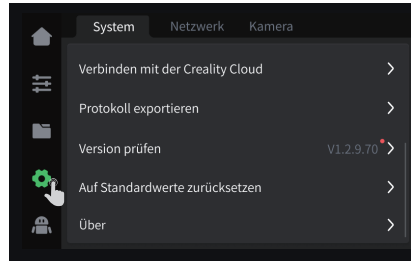 System Netzwerk Kamera
Verbinden mit der Creality Cloud
Protokoll exportieren
Version prüfen V1.2.9.70
Auf Standardwerte zurücksetzen
Über